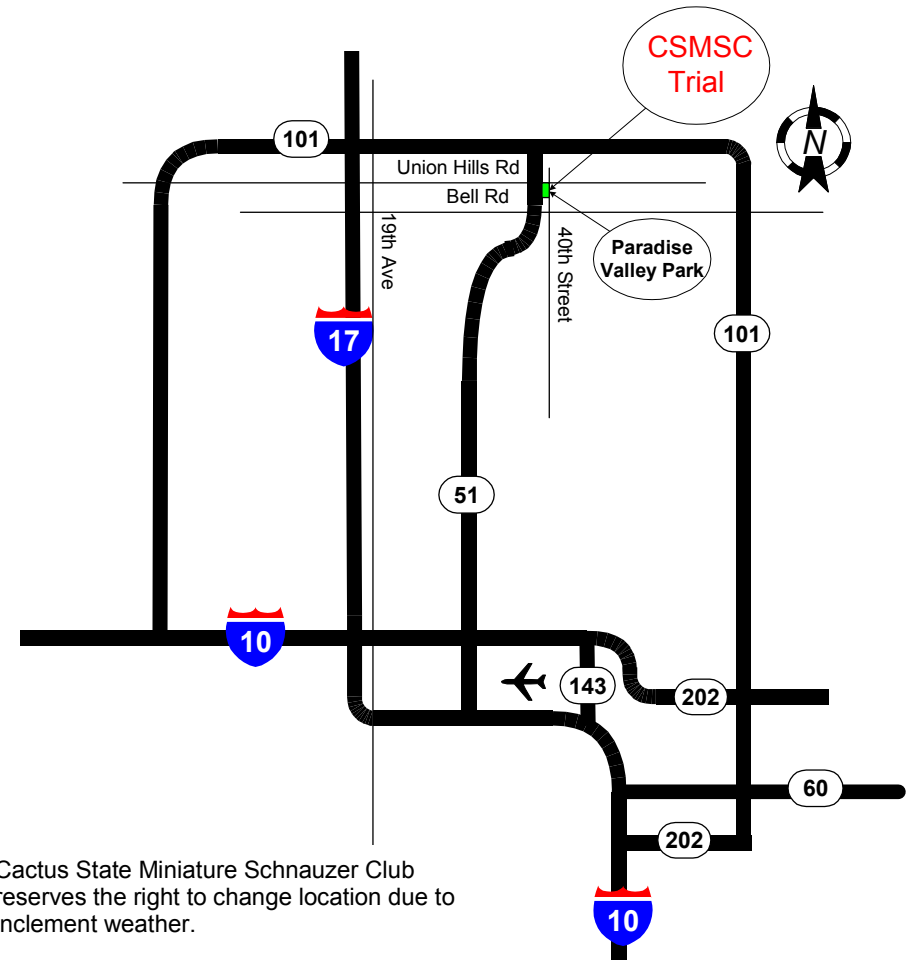 CSMSC
Trial
N
101
Union Hills Rd
Bell Rd
19th Ave
40th Street
Paradise
Valley Park
17
101
51
10
143
202
60
202
10
Cactus State Miniature Schnauzer Club
reserves the right to change location due to
inclement weather.